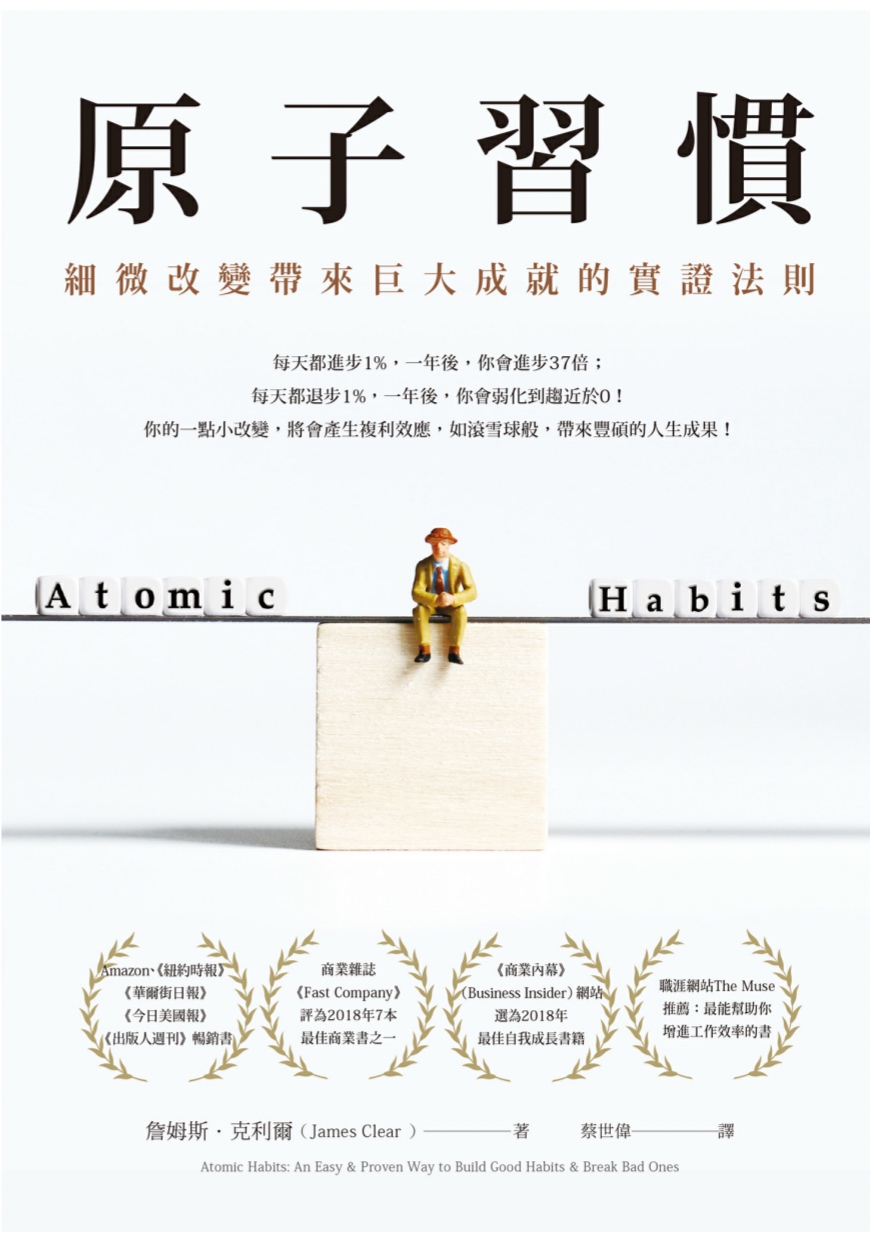 原子習慣
細微改變帶來巨大成就的實證法則
每天都進步1%，一年後，你會進步37倍；
每天都退步1%，一年後，你會弱化到趨近於0！
你的一點小改變，將會產生複利效應，如滾雪球般，帶來豐碩的人生成果！
Atomic Habits
Amazon、《紐約時報》
《華爾街日報》
《今日美國報》
《出版人週刊》暢銷書
商業雜誌
《Fast Company》
評為2018年7本
最佳商業書之一
《商業內幕》
（Business Insider）網站
選為2018年
最佳自我成長書籍
職涯網站The Muse
推薦：最能幫助你
增進工作效率的書
詹姆斯．克利爾（James Clear ）————著 蔡世偉————譯
Atomic Habits: An Easy & Proven Way to Build Good Habits & Break Bad Ones